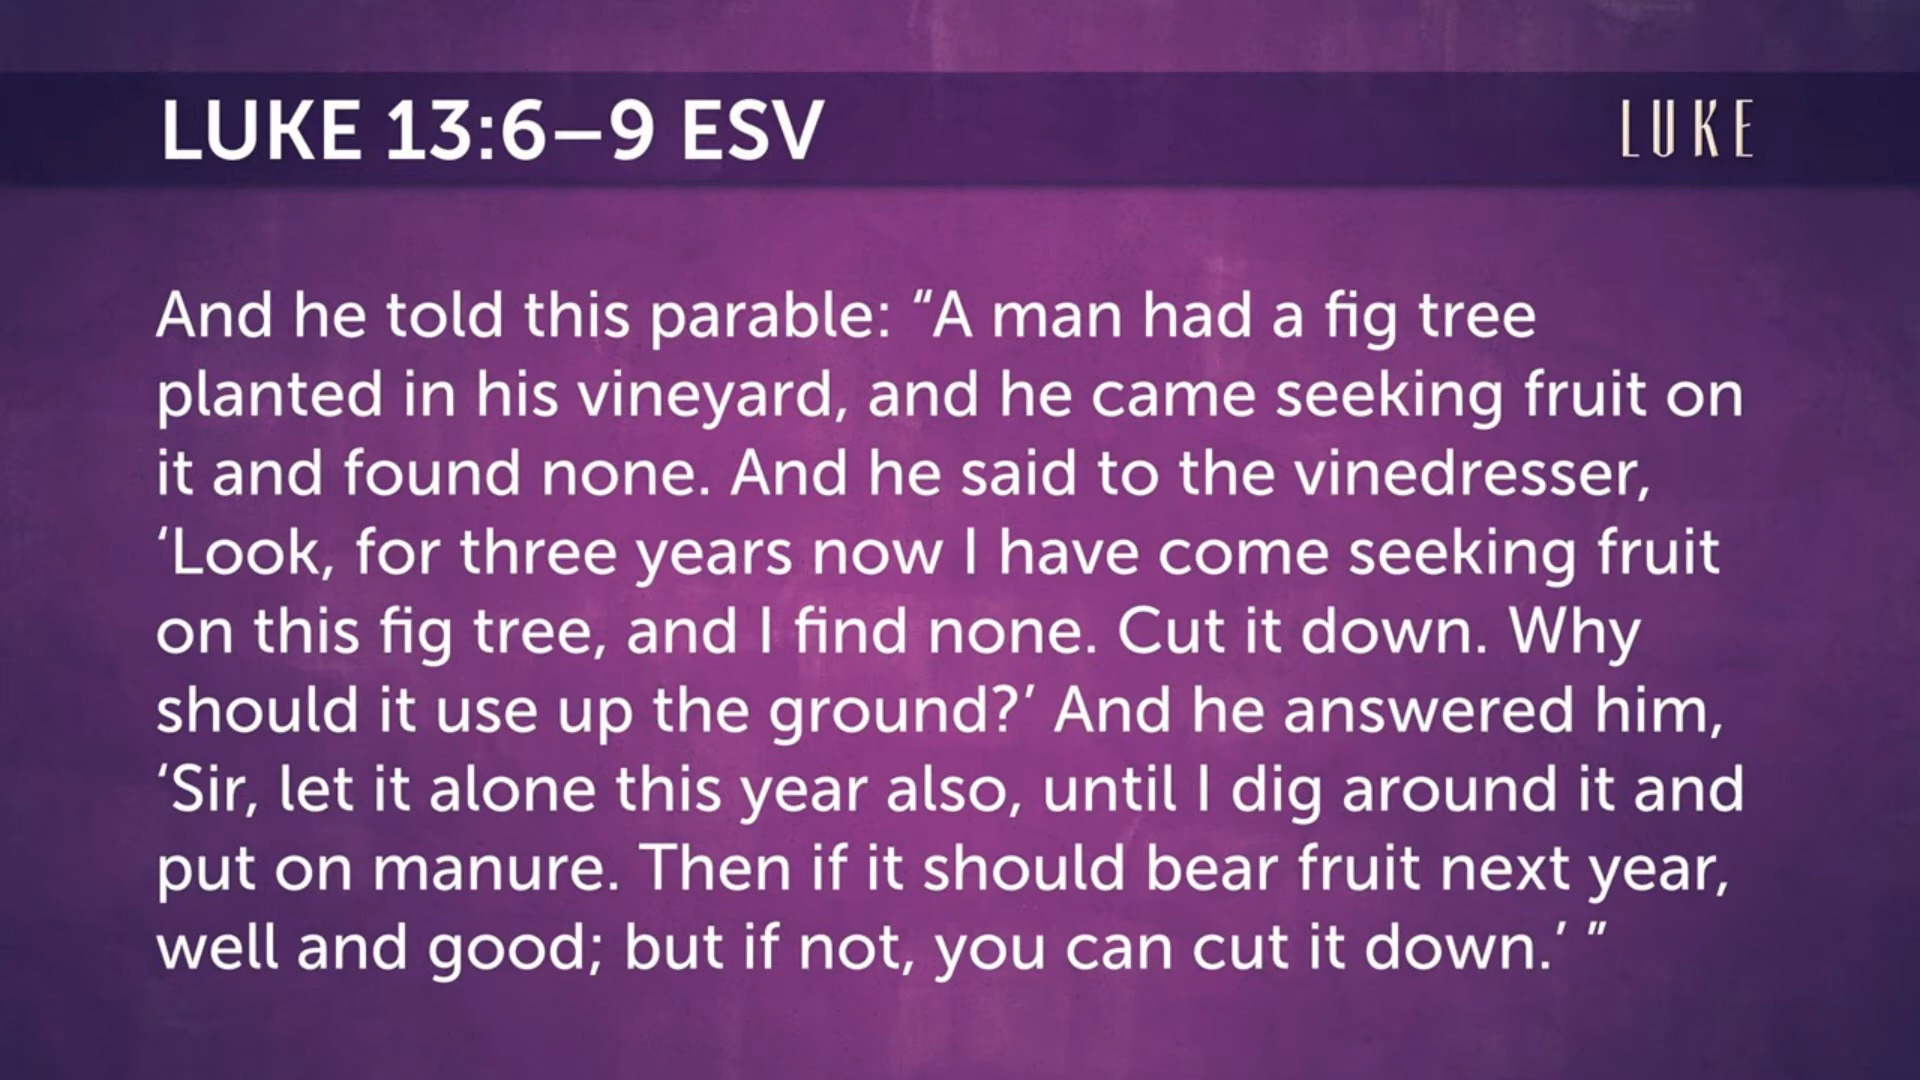 LUKE 13:6–9 ESV
LUKE
And he told this parable: “A man had a fig tree
planted in his vineyard, and he came seeking fruit on
it and found none. And he said to the vinedresser,
‘Look, for three years now I have come seeking fruit
on this fig tree, and I find none. Cut it down. Why
should it use up the ground?’ And he answered him,
‘Sir, let it alone this year also, until I dig around it and
put on manure. Then if it should bear fruit next year,
well and good; but if not, you can cut it down.’ ”